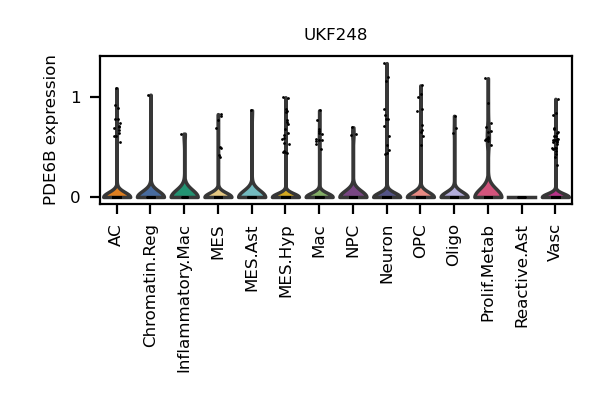 UKF248
PDE6B expression
1
0
AC
Chromatin.Reg
Inflammatory.Mac
MES
MES.Ast
MES.Hyp
Mac
NPC
Neuron
OPC
Oligo
Prolif.Metab
Reactive.Ast
Vasc